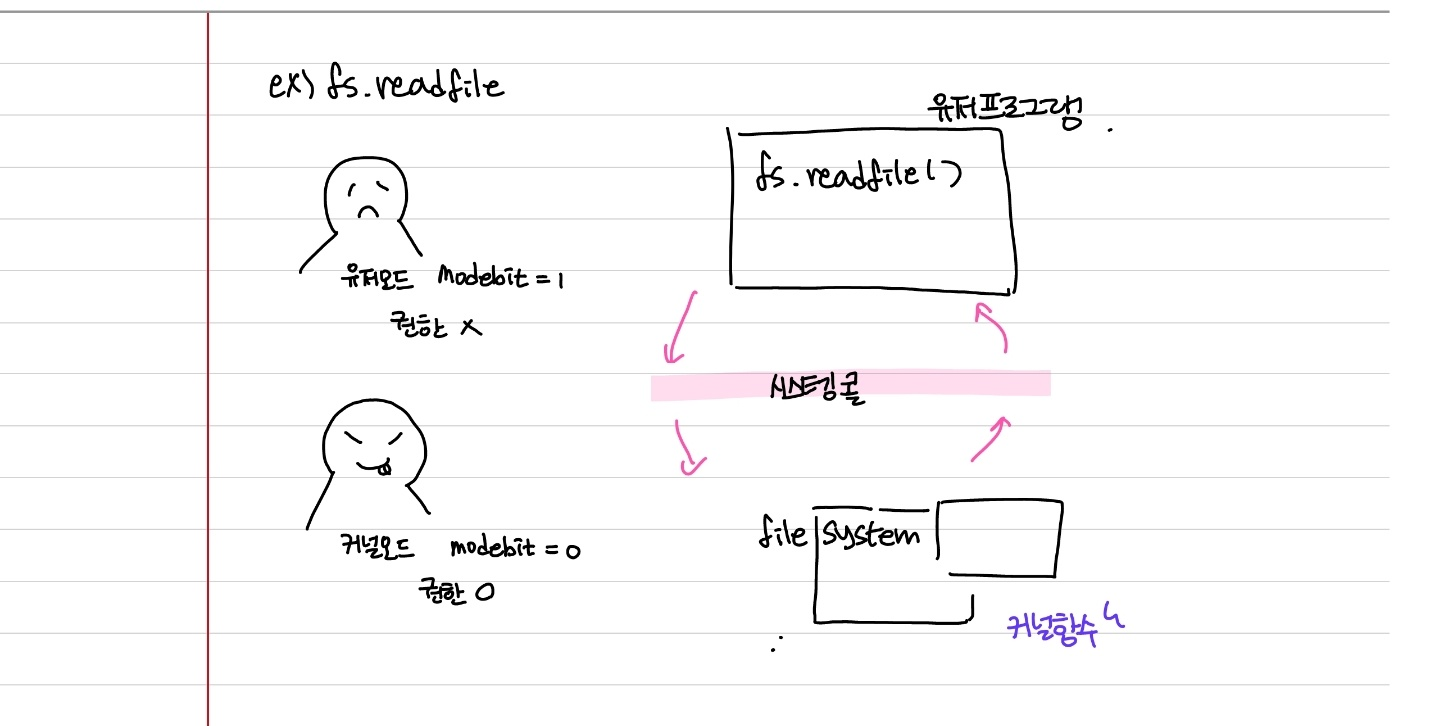 ex) fs.readfile
유저프로그램
fs.readfile()
유저모드 modebit = 1
권한 X
시스템콜
커널모드 modebit = 0
권한 O
file system
커널함수